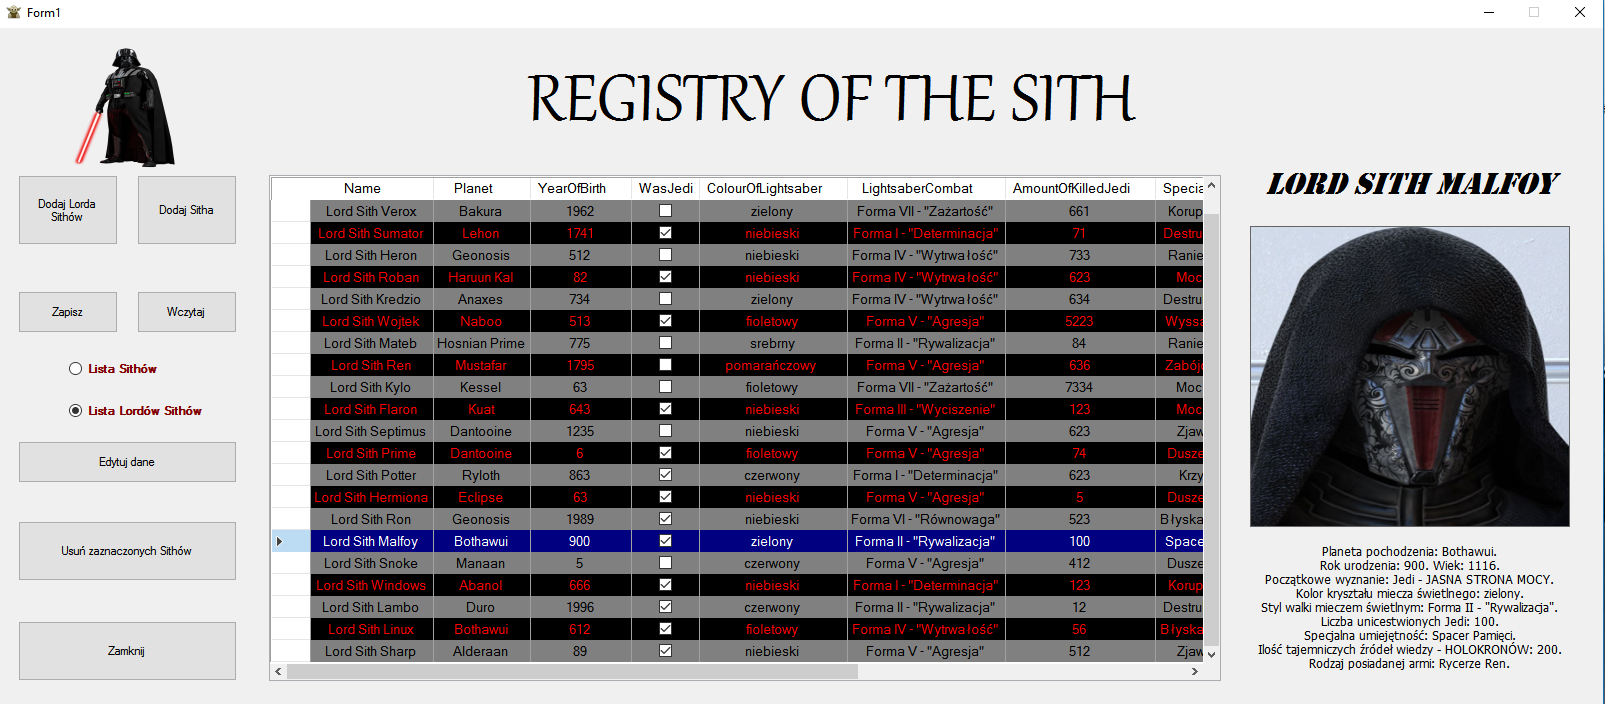 Form1
REGISTRY OF THE SITH
Dodaj Lorda
Sithów
Dodaj Sitha
Zapisz
Wczytaj
Lista Sithów
Lista Lordów Sithów
Edytuj dane
Usuń zaznaczonych Sithów
Zamknij
Name Planet YearOfBirth WasJedi ColourOfLightsaber LightsaberCombat AmountOfKilledJedi Specia
Lord Sith Verox Bakura 1962 zielony Forma VII - "Zażartość" 661 Korup
Lord Sith Sumator Lehon 1741 niebieski Forma I - "Determinacja" 71 Destru
Lord Sith Heron Geonosis 512 niebieski Forma IV - "Wytrwałość" 733 Ranie
Lord Sith Roban Haruun Kal 82 niebieski Forma IV - "Wytrwałość" 623 Moc
Lord Sith Kredzio Anaxes 734 zielony Forma IV - "Wytrwałość" 634 Destru
Lord Sith Wojtek Naboo 513 fioletowy Forma V - "Agresja" 5223 Wyssa
Lord Sith Mateb Hosnian Prime 775 srebrny Forma II - "Rywalizacja" 84 Ranie
Lord Sith Ren Mustafar 1795 pomarańczowy Forma V - "Agresja" 636 Zabójc
Lord Sith Kylo Kessel 63 fioletowy Forma VII - "Zażartość" 7334 Moc
Lord Sith Flaron Kuat 643 niebieski Forma III - "Wyciszenie" 123 Moc
Lord Sith Septimus Dantooine 1235 niebieski Forma V - "Agresja" 623 Zjaw
Lord Sith Prime Dantooine 6 fioletowy Forma V - "Agresja" 74 Dusze
Lord Sith Potter Ryloth 863 czerwony Forma I - "Determinacja" 623 Krzy
Lord Sith Hermiona Eclipse 63 niebieski Forma V - "Agresja" 5 Dusze
Lord Sith Ron Geonosis 1989 niebieski Forma VI - "Równowaga" 523 Błyska
Lord Sith Malfoy Bothawui 900 zielony Forma II - "Rywalizacja" 100 Space
Lord Sith Snoke Manaan 5 czerwony Forma V - "Agresja" 412 Dusze
Lord Sith Windows Abanol 666 niebieski Forma I - "Determinacja" 123 Korup
Lord Sith Lambo Duro 1996 czerwony Forma II - "Rywalizacja" 12 Destru
Lord Sith Linux Bothawui 612 fioletowy Forma IV - "Wytrwałość" 56 Błyska
Lord Sith Sharp Alderaan 89 niebieski Forma V - "Agresja" 512 Zjaw
LORD SITH MALFOY
Planeta pochodzenia: Bothawui.
Rok urodzenia: 900. Wiek: 1116.
Początkowe wyznanie: Jedi - JASNA STRONA MOCY.
Kolor kryształu miecza świetlnego: zielony.
Styl walki mieczem świetlnym: Forma II - "Rywalizacja".
Liczba unicestwionych Jedi: 100.
Specjalna umiejętność: Spacer Pamięci.
Ilość tajemniczych źródeł wiedzy - HOLOKRONÓW: 200.
Rodzaj posiadanej armi: Rycerze Ren.